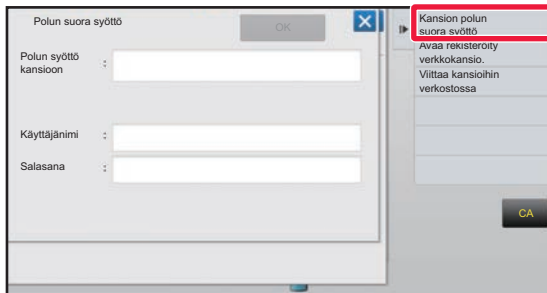 Polun suora syöttö
OK
Polun syöttö
kansioon :
Käyttäjänimi :
Salasana :
Kansion polun
suora syöttö
Avaa rekisteröity
verkkokansio.
Viittaa kansioihin
verkostossa
CA